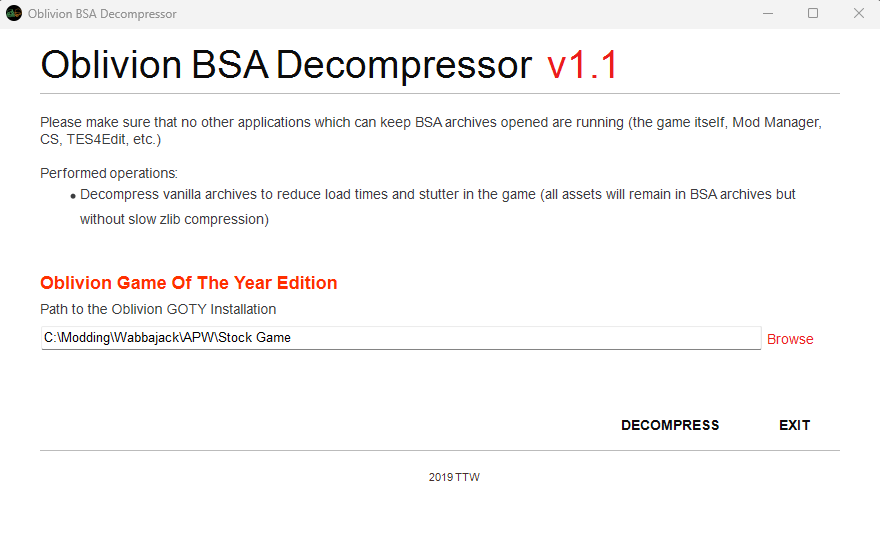 Oblivion BSA Decompressor
Oblivion BSA Decompressor v1.1
Please make sure that no other applications which can keep BSA archives opened are running (the game itself, Mod Manager,
CS, TES4Edit, etc.)
Performed operations:
• Decompress vanilla archives to reduce load times and stutter in the game (all assets will remain in BSA archives but
without slow zlib compression)
Oblivion Game Of The Year Edition
Path to the Oblivion GOTY Installation
C:\Modding\Wabbajack\APW\Stock Game
Browse
DECOMPRESS EXIT
2019 TTW